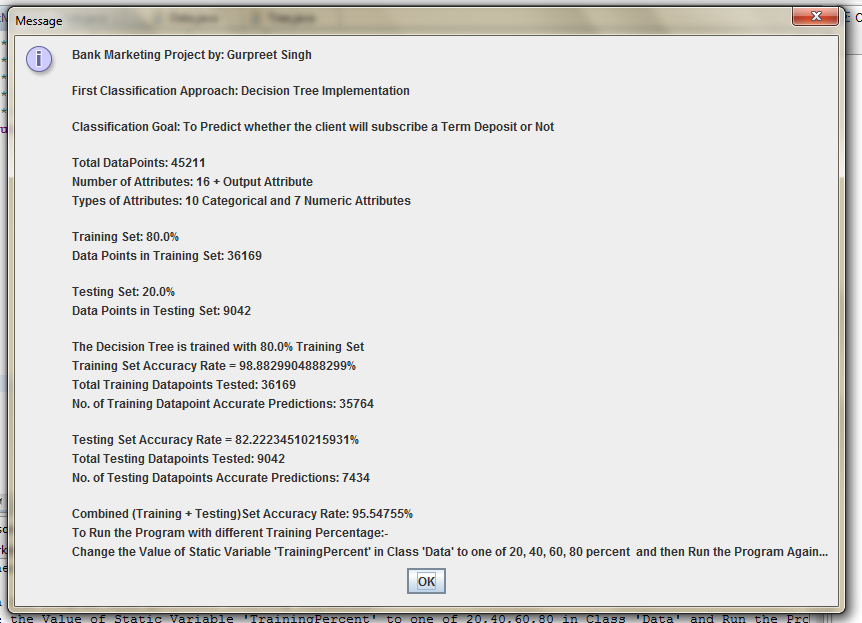 Message
Bank Marketing Project by: Gurpreet Singh
First Classification Approach: Decision Tree Implementation
Classification Goal: To Predict whether the client will subscribe a Term Deposit or Not
Total DataPoints: 45211
Number of Attributes: 16 + Output Attribute
Types of Attributes: 10 Categorical and 7 Numeric Attributes
Training Set: 80.0%
Data Points in Training Set: 36169
Testing Set: 20.0%
Data Points in Testing Set: 9042
The Decision Tree is trained with 80.0% Training Set
Training Set Accuracy Rate = 98.8829904888299%
Total Training Datapoints Tested: 36169
No. of Training Datapoint Accurate Predictions: 35764
Testing Set Accuracy Rate = 82.22234510215931%
Total Testing Datapoints Tested: 9042
No. of Testing Datapoints Accurate Predictions: 7434
Combined (Training + Testing)Set Accuracy Rate: 95.54755%
To Run the Program with different Training Percentage:-
Change the Value of Static Variable 'TrainingPercent' in Class 'Data' to one of 20, 40, 60, 80 percent  and then Run the Program Again...
OK
the Value of Static Variable 'TrainingPercent' to one of 20,40,60,80 in Class 'Data' and Run the Pro